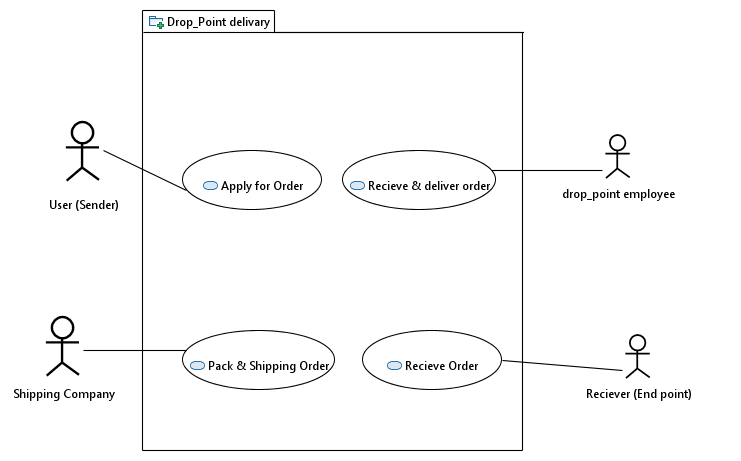 Drop_Point delivary
Apply for Order
Recieve & deliver order
User (Sender)
drop_point employee
Pack & Shipping Order
Recieve Order
Shipping Company
Reciever (End point)